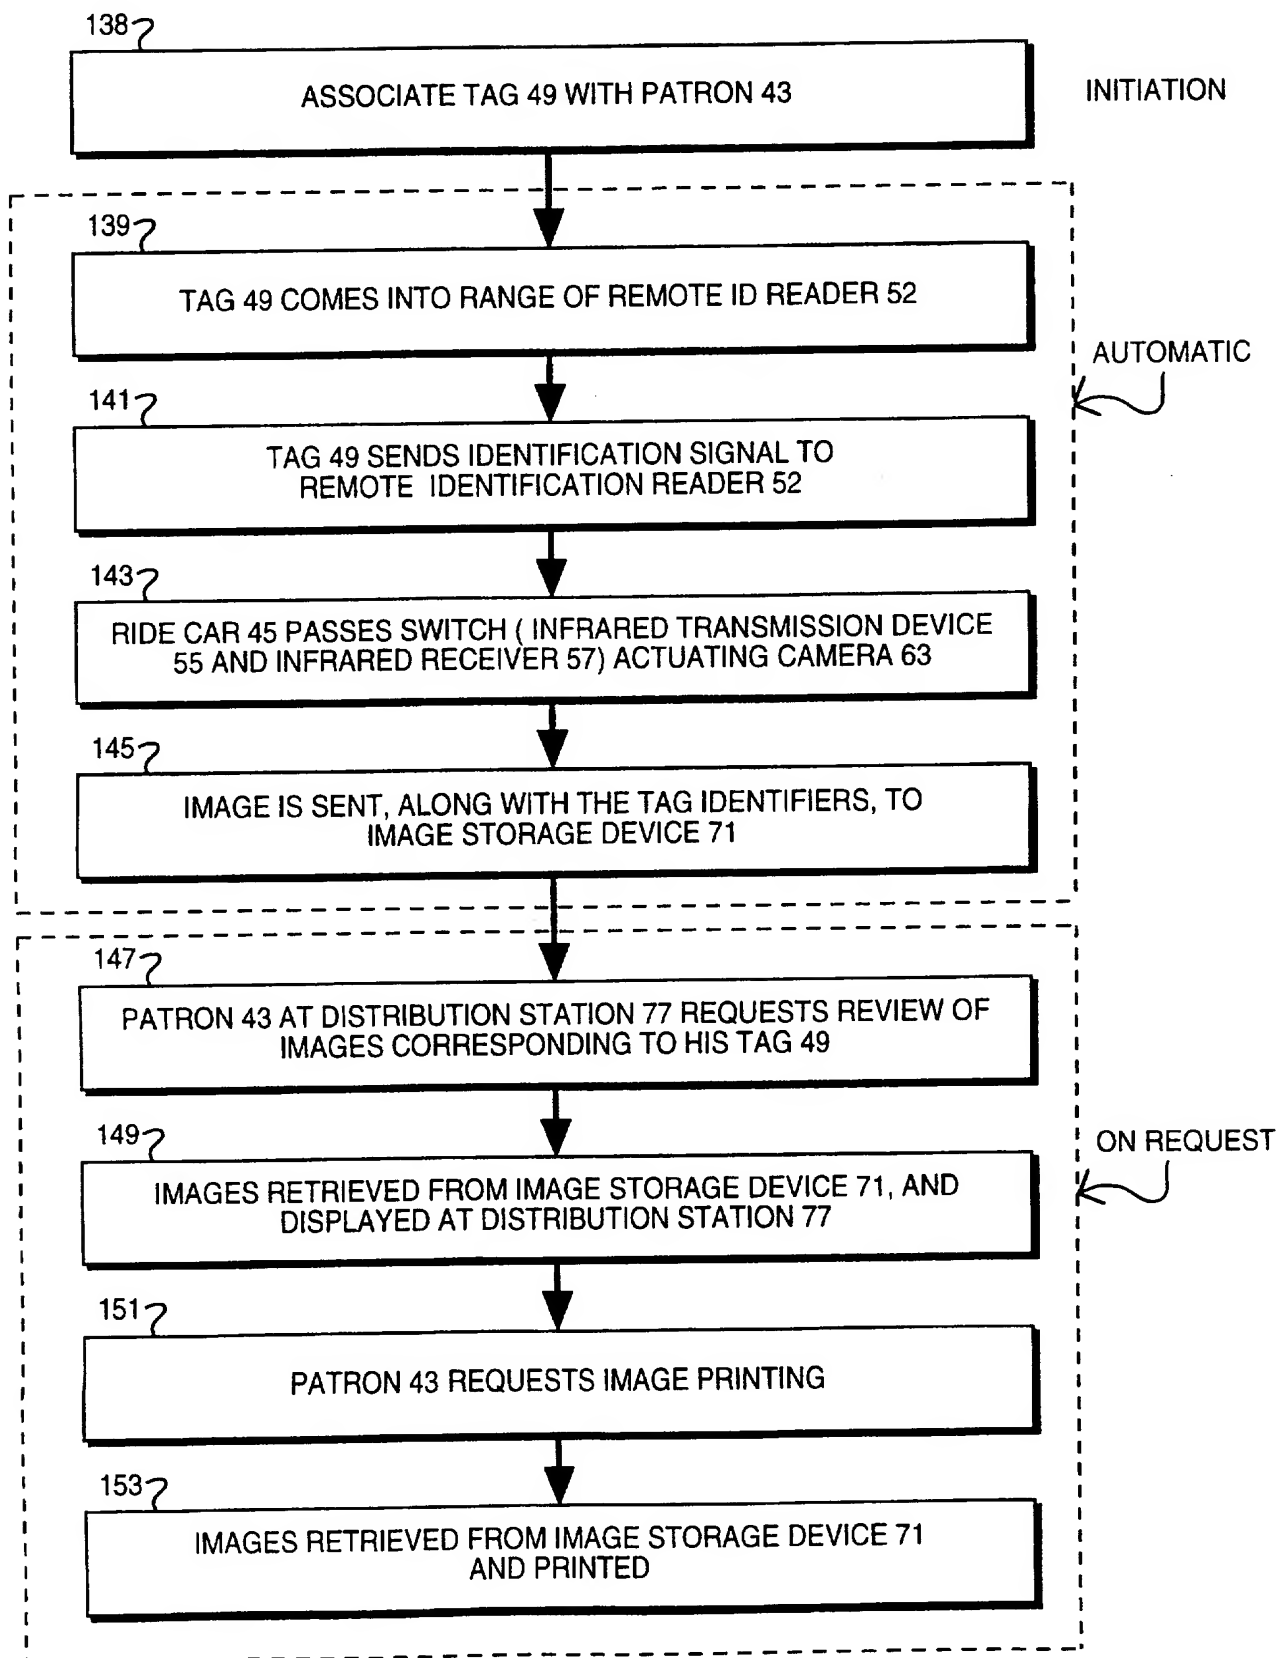 138
ASSOCIATE TAG 49 WITH PATRON 43
INITIATION
139
TAG 49 COMES INTO RANGE OF REMOTE ID READER 52
AUTOMATIC
141
TAG 49 SENDS IDENTIFICATION SIGNAL TO
REMOTE IDENTIFICATION READER 52
143
RIDE CAR 45 PASSES SWITCH ( INFRARED TRANSMISSION DEVICE
55 AND INFRARED RECEIVER 57) ACTUATING CAMERA 63
145
IMAGE IS SENT, ALONG WITH THE TAG IDENTIFIERS, TO
IMAGE STORAGE DEVICE 71
147
PATRON 43 AT DISTRIBUTION STATION 77 REQUESTS REVIEW OF
IMAGES CORRESPONDING TO HIS TAG 49
ON REQUEST
149
IMAGES RETRIEVED FROM IMAGE STORAGE DEVICE 71, AND
DISPLAYED AT DISTRIBUTION STATION 77
151
PATRON 43 REQUESTS IMAGE PRINTING
153
IMAGES RETRIEVED FROM IMAGE STORAGE DEVICE 71
AND PRINTED